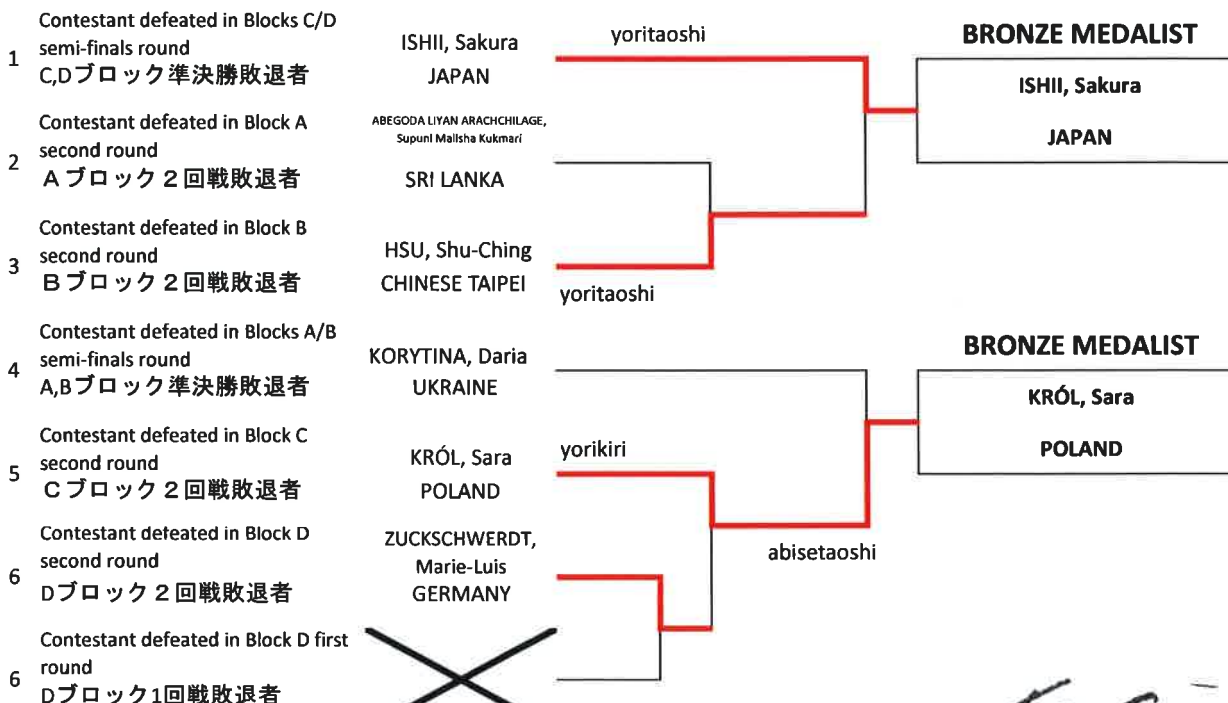 Contestant defeated in Blocks C/D
1 semi-finals round
C,Dブロック準決勝敗退者
ISHII, Sakura
JAPAN
yoritaoshi
BRONZE MEDALIST
ISHII, Sakura
JAPAN
Contestant defeated in Block A
2 second round
Aブロック２回戦敗退者
ABEGODA LIYAN ARACHCHILAGE,
Supuni Malisha Kukmari
SRI LANKA
Contestant defeated in Block B
3 second round
Bブロック２回戦敗退者
HSU, Shu-Ching
CHINESE TAIPEI
yoritaoshi
Contestant defeated in Blocks A/B
4 semi-finals round
A,Bブロック準決勝敗退者
KORYTINA, Daria
UKRAINE
BRONZE MEDALIST
KRÓL, Sara
POLAND
Contestant defeated in Block C
5 second round
Cブロック２回戦敗退者
KRÓL, Sara
POLAND
yorikiri
abisetaoshi
Contestant defeated in Block D
6 second round
Dブロック２回戦敗退者
ZUCKSCHWERDT,
Marie-Luis
GERMANY
Contestant defeated in Block D first
6 round
Dブロック1回戦敗退者